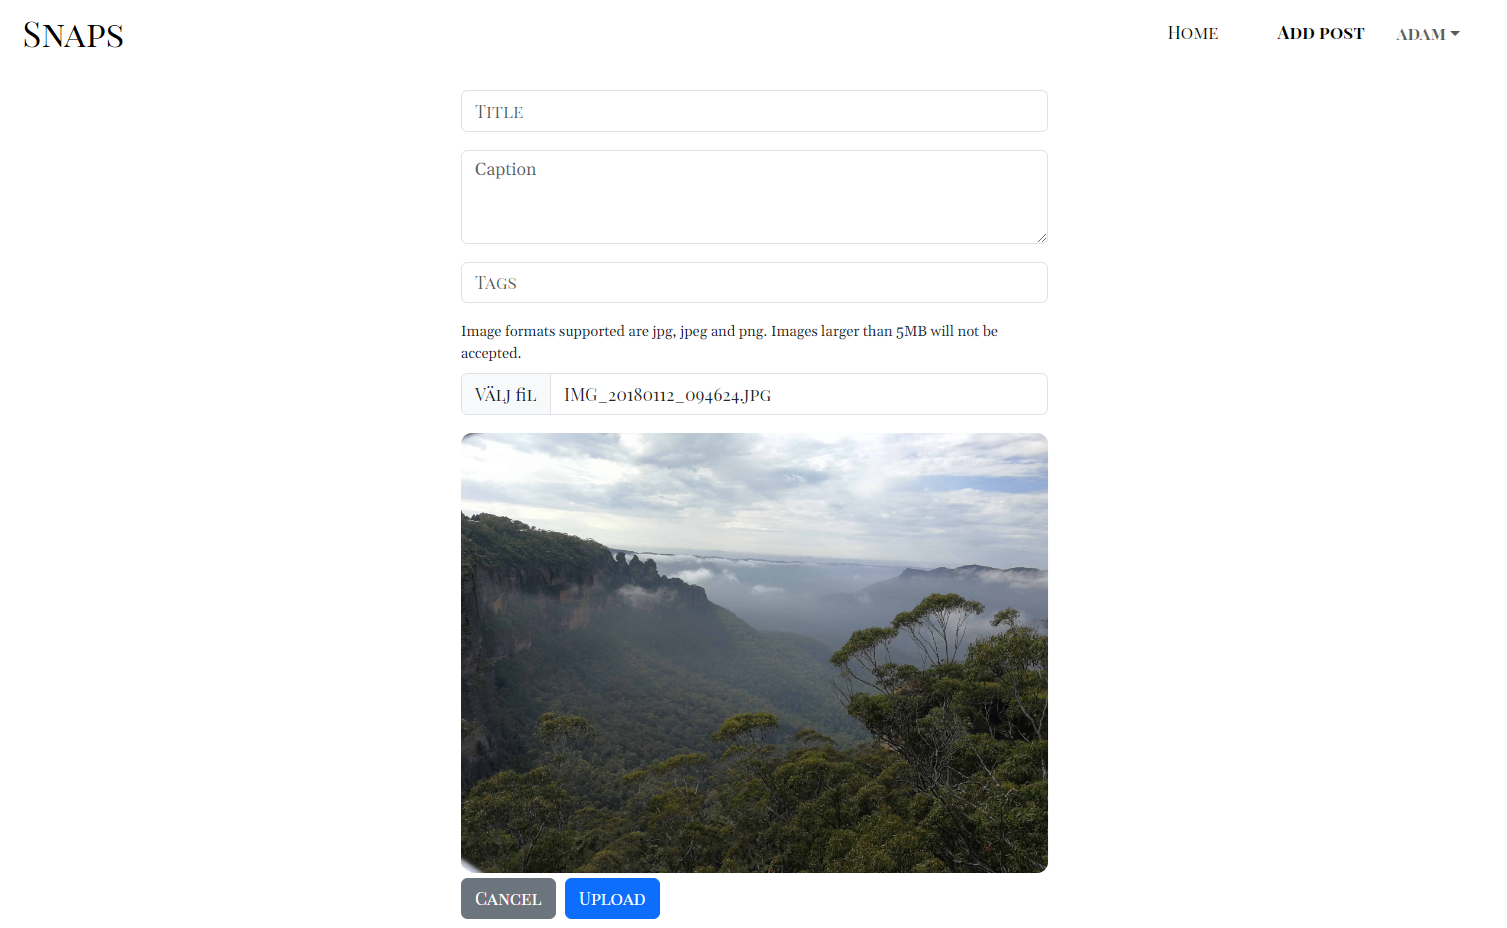 Snaps
Home
Add post
adam
Title
Caption
Tags
Image formats supported are jpg, jpeg and png. Images larger than 5MB will not be
accepted.
Välj fil
IMG_20180112_094624.jpg
Cancel
Upload